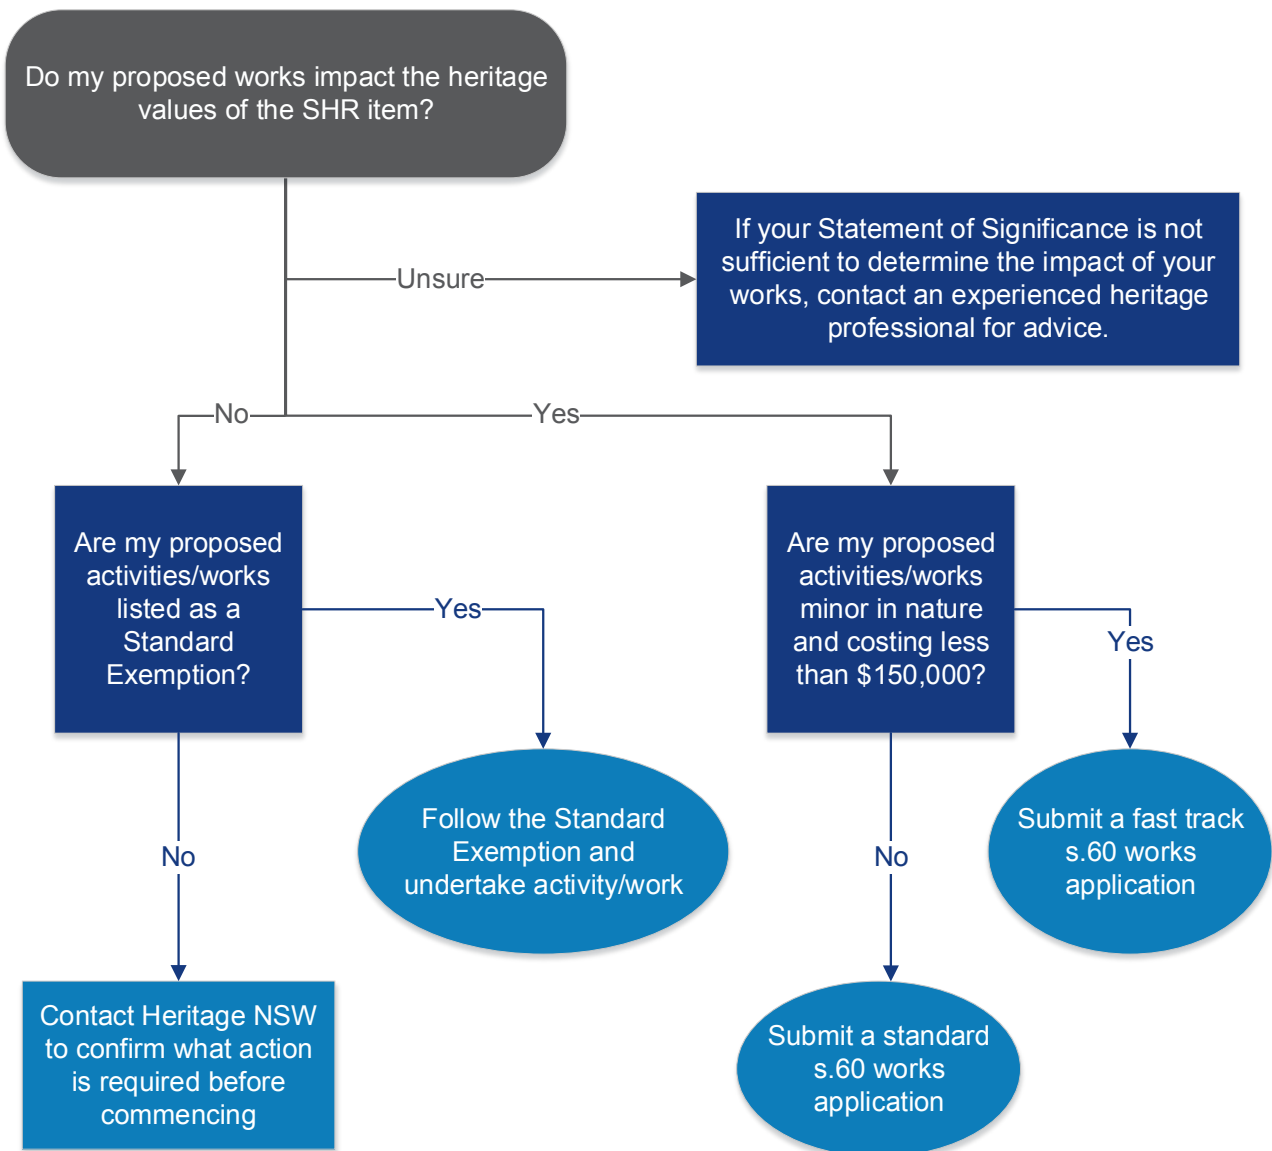 Do my proposed works impact the heritage
values of the SHR item?
If your Statement of Significance is not
sufficient to determine the impact of your
works, contact an experienced heritage
professional for advice.
Unsure
No
Yes
Are my proposed
activities/works
listed as a
Standard
Exemption?
Yes
Are my proposed
activities/works
minor in nature
and costing less
than $150,000?
Yes
Follow the Standard
Exemption and
undertake activity/work
Submit a fast track
s.60 works
application
No
No
Contact Heritage NSW
to confirm what action
is required before
commencing
Submit a standard
s.60 works
application